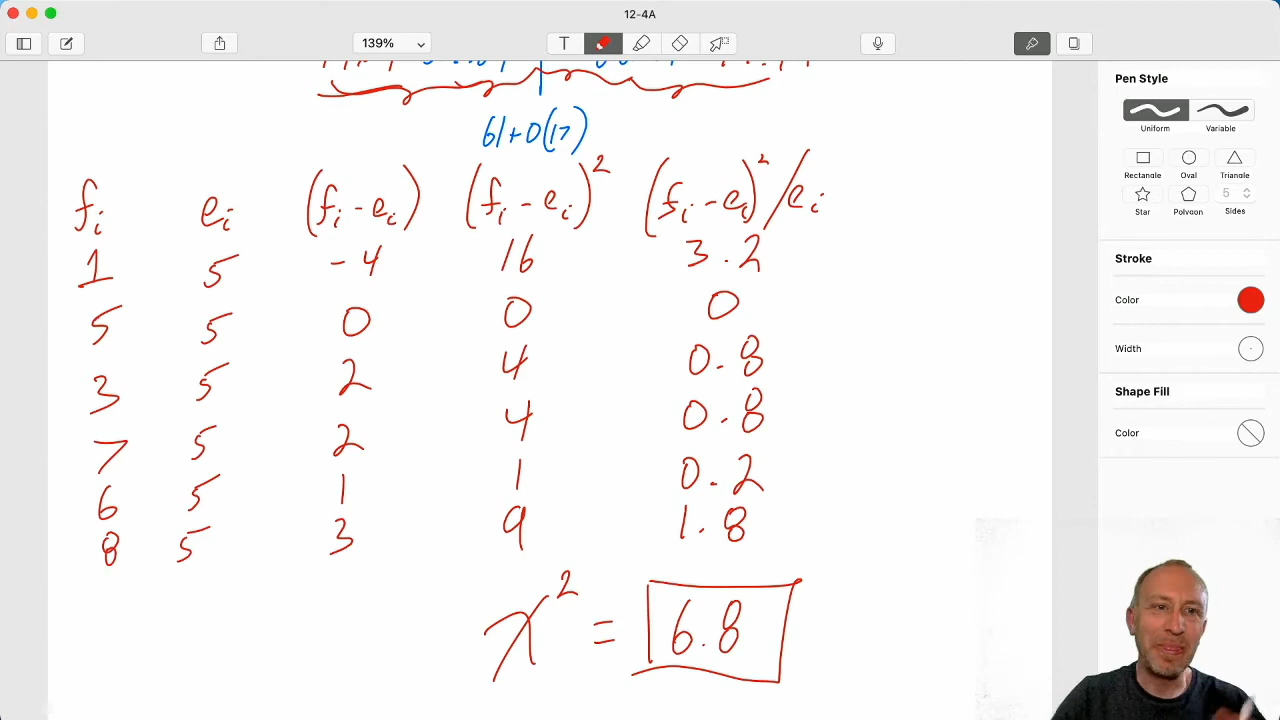 12-4A
139%
T
Pen Style
Uniform Variable
Rectangle Oval Triangle
5
Star Polygon Sides
Stroke
Color
Width
Shape Fill
Color
61+0(17)
fᵢ eᵢ (fᵢ-eᵢ) (fᵢ-eᵢ)² (fᵢ-eᵢ)²/eᵢ
1 5 -4 16 3.2
5 5 0 0 0
3 5 2 4 0.8
7 5 2 4 0.8
6 5 1 1 0.2
8 5 3 9 1.8
χ² = 6.8